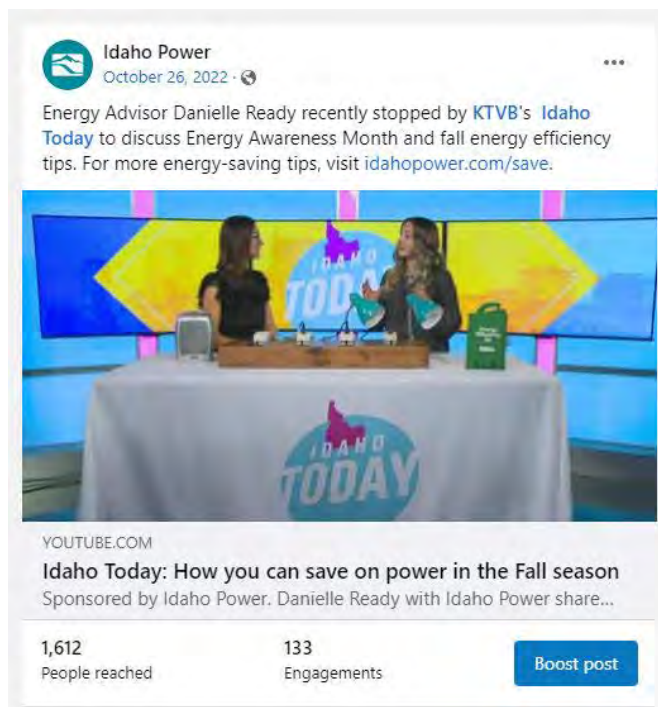 Idaho Power
October 26, 2022 ·
Energy Advisor Danielle Ready recently stopped by KTVB's Idaho
Today to discuss Energy Awareness Month and fall energy efficiency
tips. For more energy-saving tips, visit idahopower.com/save.
IDAHO
TODAY
IDAHO
TODAY
YOUTUBE.COM
Idaho Today: How you can save on power in the Fall season
Sponsored by Idaho Power. Danielle Ready with Idaho Power share...
1,612
133
Boost post
People reached
Engagements